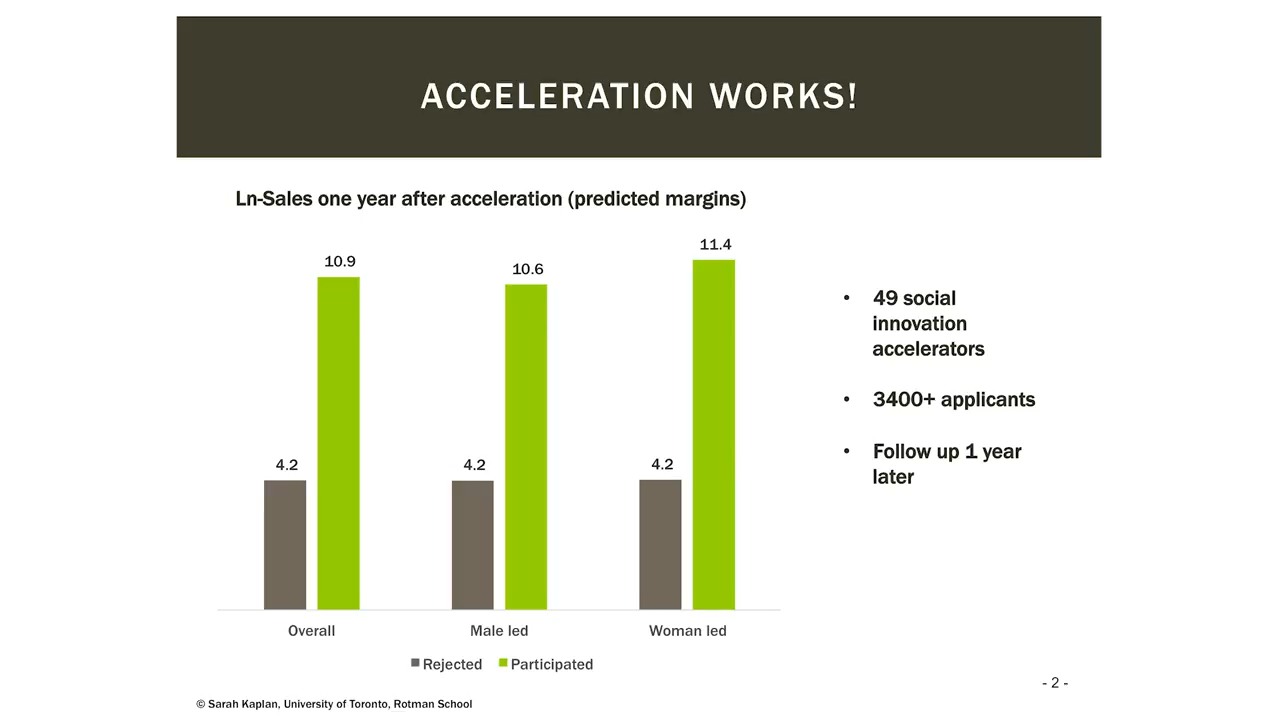 ACCELERATION WORKS!
Ln-Sales one year after acceleration (predicted margins)
10.9
10.6
11.4
4.2
4.2
4.2
Overall
Male led
Woman led
Rejected
Participated
• 49 social
innovation
accelerators
• 3400+ applicants
• Follow up 1 year
later
- 2 -
© Sarah Kaplan, University of Toronto, Rotman School